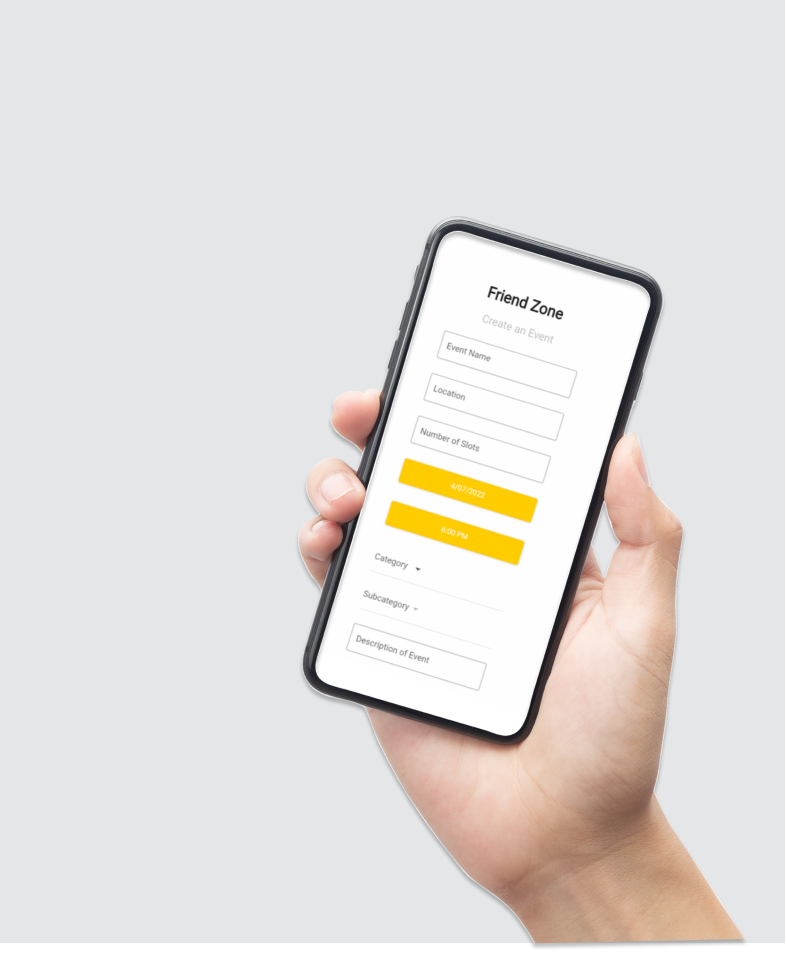 Friend Zone
Create an Event
Event Name
Location
Number of Slots
4/07/2022
6:00 PM
Category
Subcategory
Description of Event